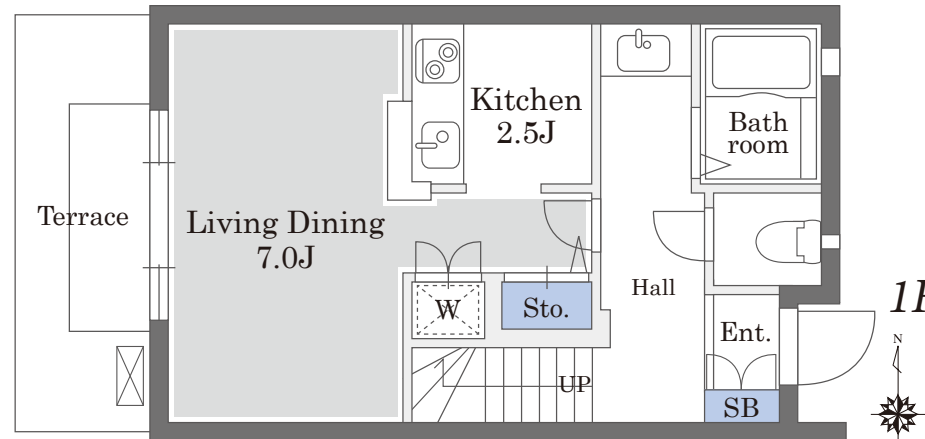 Kitchen
2.5J
Bath
room
Terrace
Living Dining
7.0J
Hall
W
Sto.
Ent.
UP
SB
N